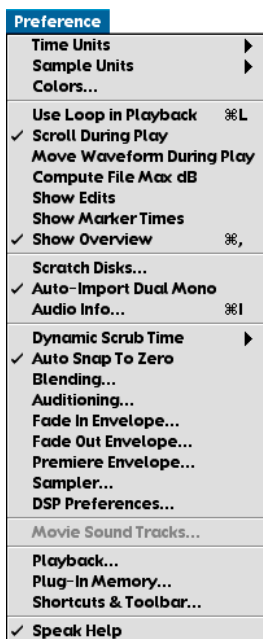 Preference
Time Units
Sample Units
Colors...
Use Loop in Playback ⌘L
Scroll During Play
Move Waveform During Play
Compute File Max dB
Show Edits
Show Marker Times
Show Overview ⌘,
Scratch Disks...
Auto-Import Dual Mono
Audio Info... ⌘I
Dynamic Scrub Time
Auto Snap To Zero
Blending...
Auditioning...
Fade In Envelope...
Fade Out Envelope...
Premiere Envelope...
Sampler...
DSP Preferences...
Movie Sound Tracks...
Playback...
Plug-In Memory...
Shortcuts & Toolbar...
Speak Help